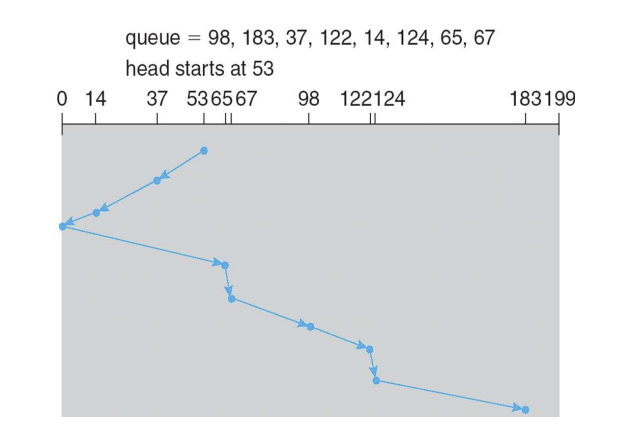 queue = 98, 183, 37, 122, 14, 124, 65, 67
head starts at 53
0 14 37 53 65 67 98 122 124 183 199